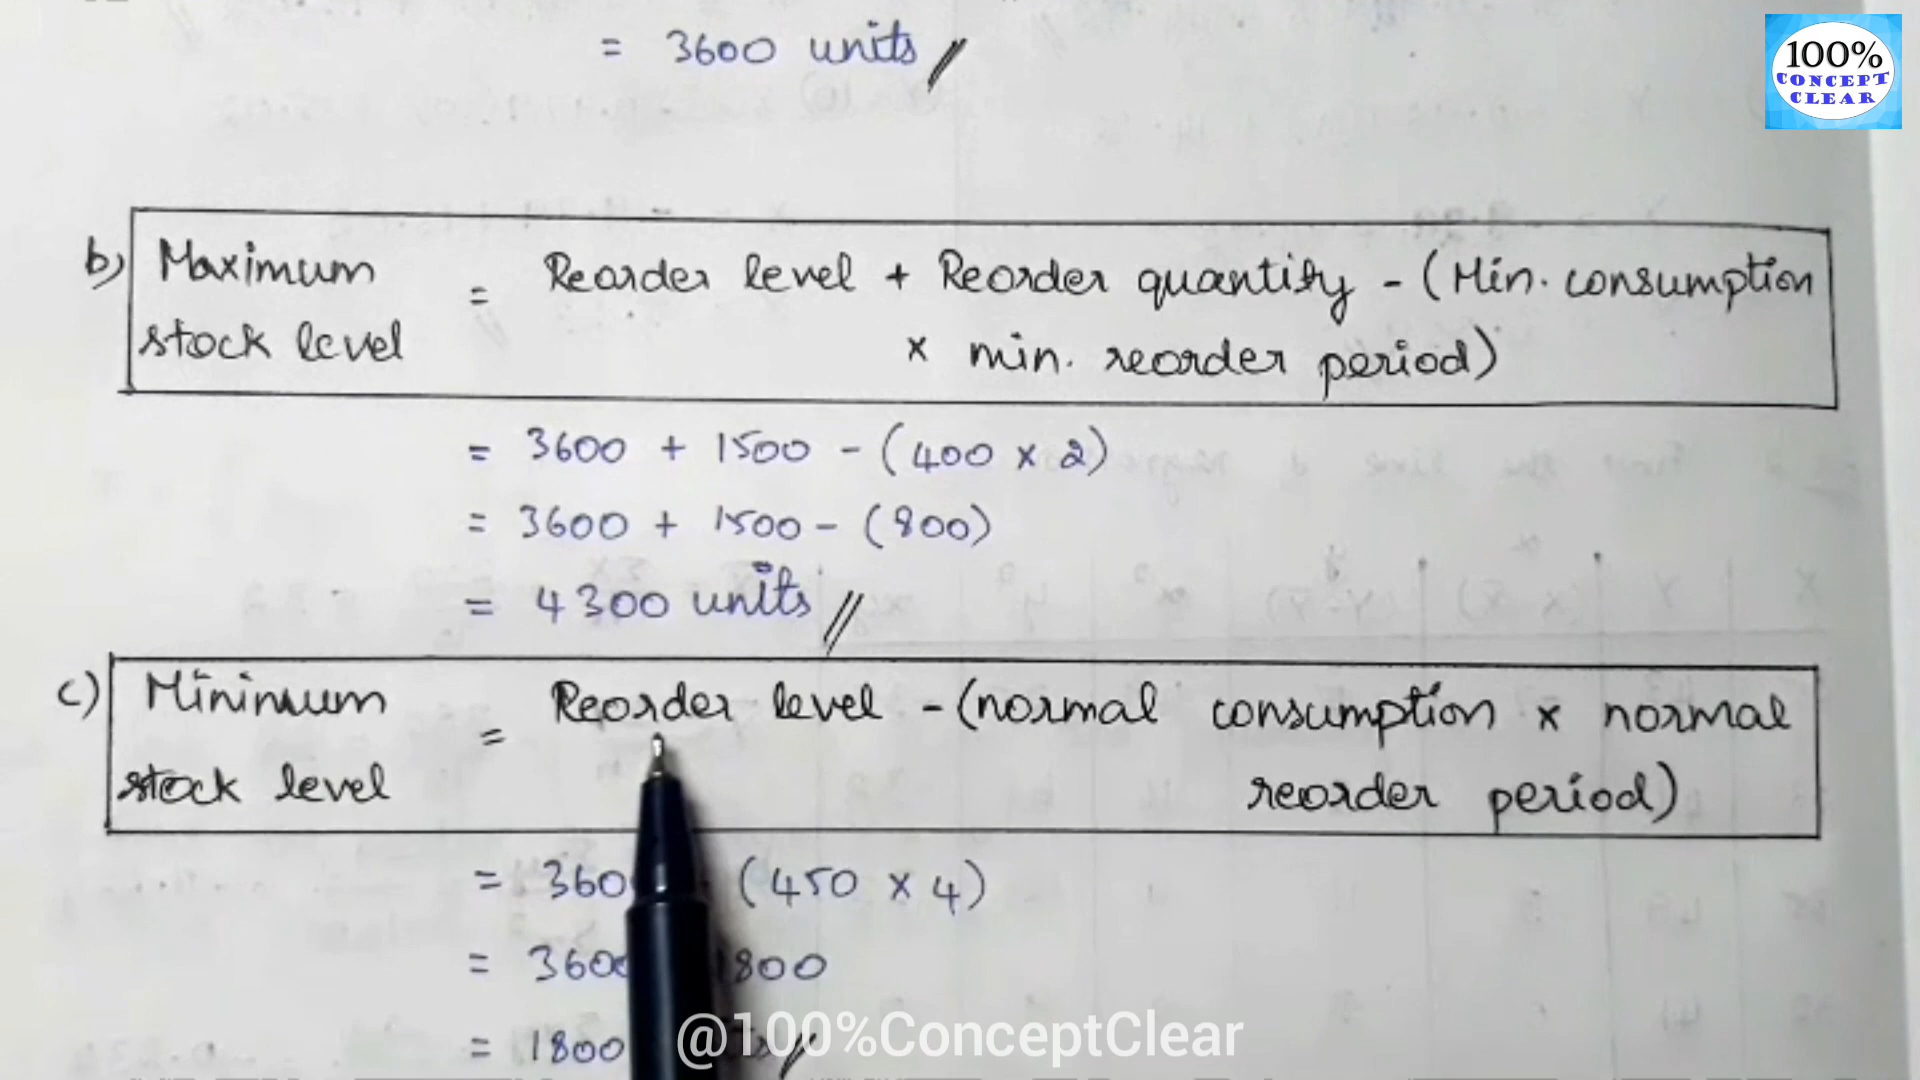 = 3600 units //
100%
CONCEPT
CLEAR
b) Maximum stock level = Reorder level + Reorder quantity - (Min. consumption
x min. reorder period)
= 3600 + 1500 - (400 x 2)
= 3600 + 1500 - (800)
= 4300 units //
c) Minimum stock level = Reorder level - (normal consumption x normal
reorder period)
= 360 (450 x 4)
= 3600 1800
= 1800
@100%ConceptClear